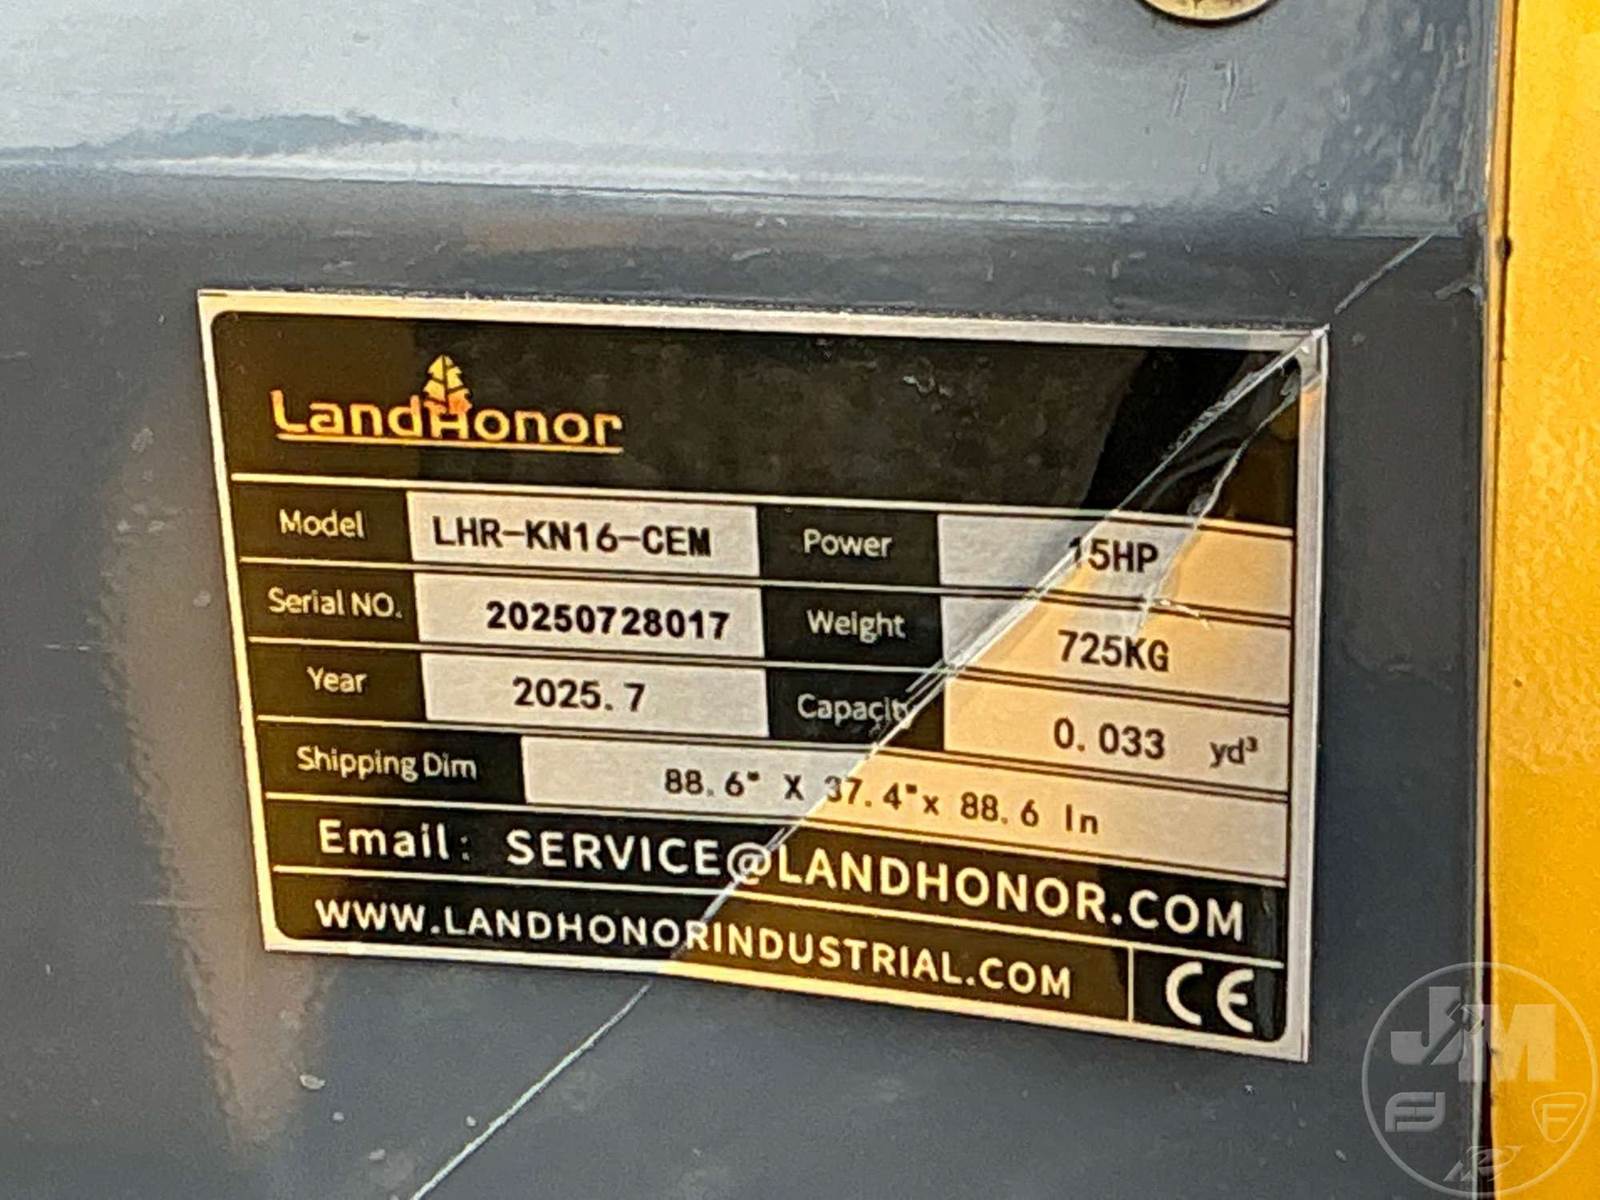 LandHonor
Model LHR-KN16-CEM Power 15HP
Serial NO. 20250728017 Weight 725KG
Year 2025.7 Capacity 0.033 yd³
Shipping Dim 88.6" X 37.4"x 88.6 In
Email: SERVICE@LANDHONOR.COM
WWW.LANDHONORINDUSTRIAL.COM CE
JM